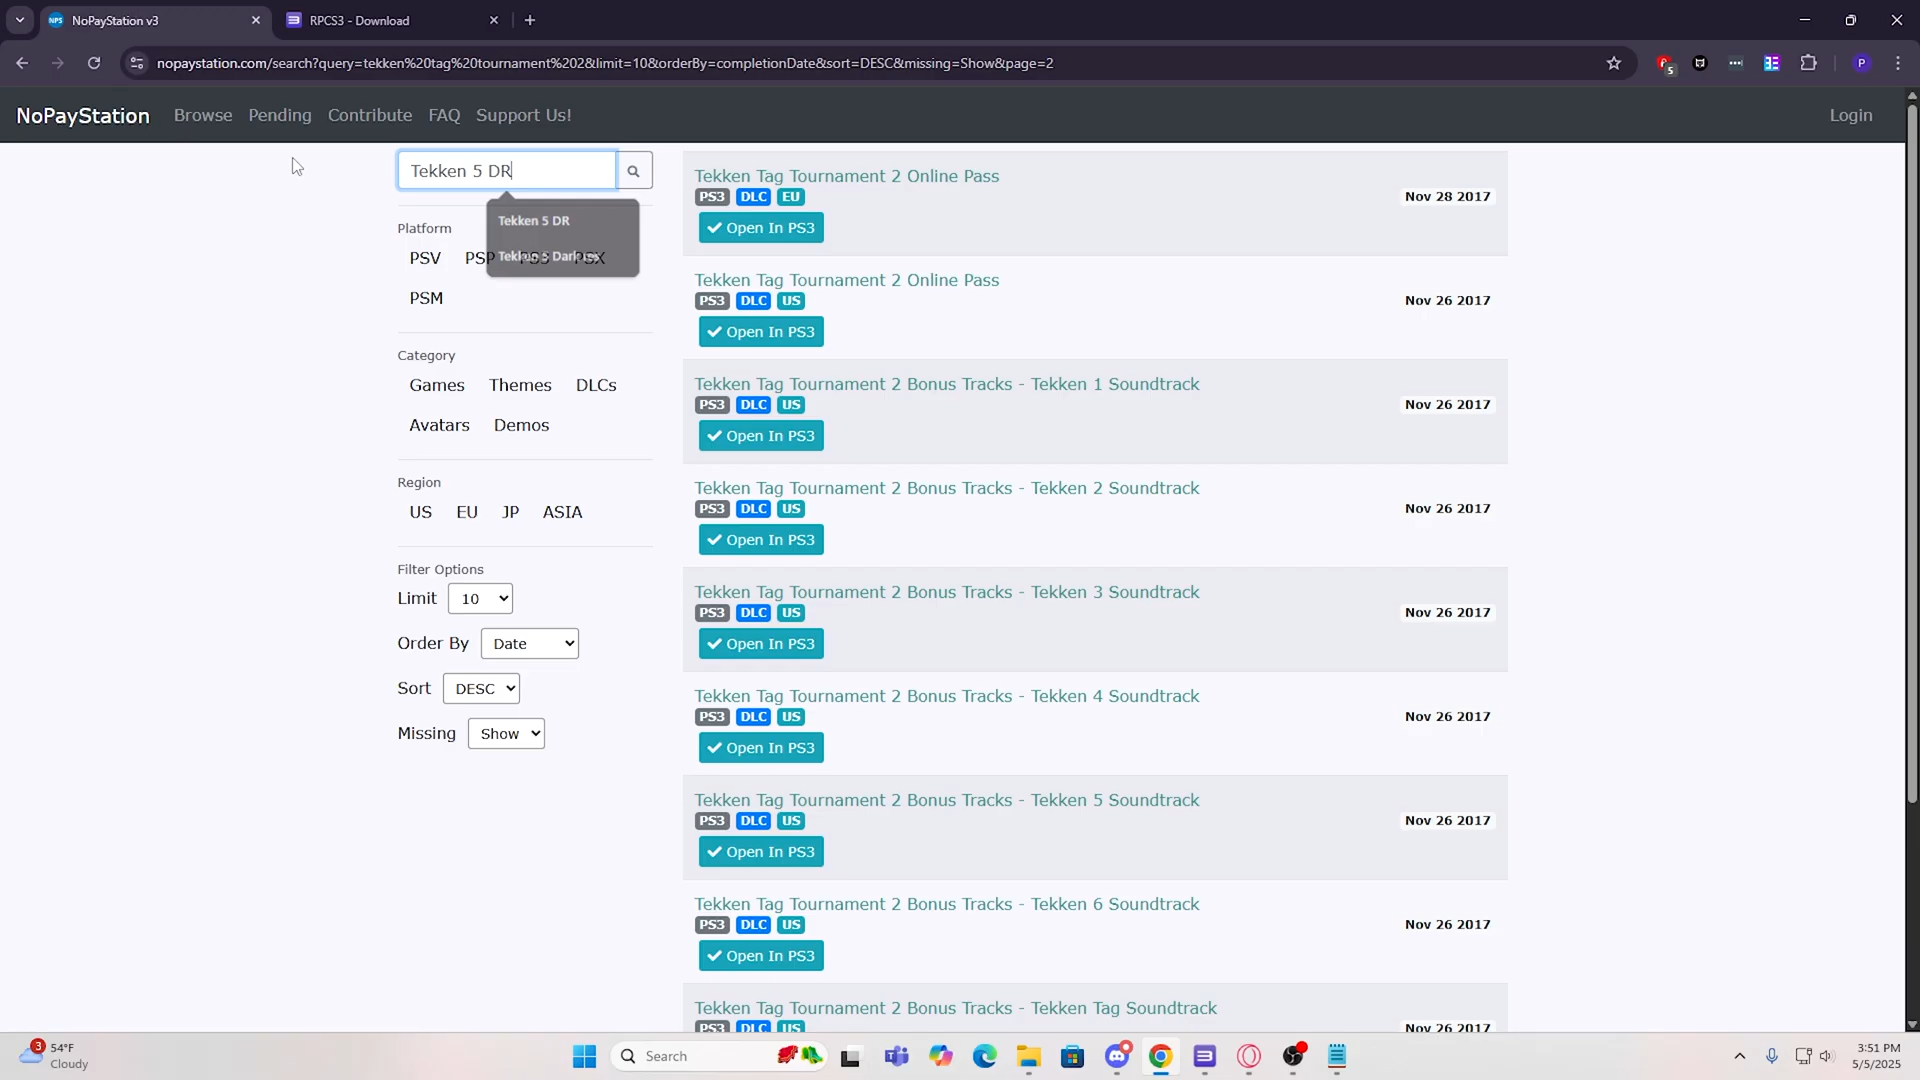 NoPayStation v3
RPCS3 - Download
nopaystation.com/search?query=tekken%20tag%20tournament%202&limit=10&orderBy=completionDate&sort=DESC&missing=Show&page=2
5
P
NoPayStation Browse Pending Contribute FAQ Support Us! Login
Tekken 5 DR
Tekken 5 DR
Platform
PSV PSP PS3 PSX
PSM
Category
Games Themes DLCs
Avatars Demos
Region
US EU JP ASIA
Filter Options
Limit 10
Order By Date
Sort DESC
Missing Show
Tekken Tag Tournament 2 Online Pass
PS3 DLC EU
Nov 28 2017
Open In PS3
Tekken Tag Tournament 2 Online Pass
PS3 DLC US
Nov 26 2017
Open In PS3
Tekken Tag Tournament 2 Bonus Tracks - Tekken 1 Soundtrack
PS3 DLC US
Nov 26 2017
Open In PS3
Tekken Tag Tournament 2 Bonus Tracks - Tekken 2 Soundtrack
PS3 DLC US
Nov 26 2017
Open In PS3
Tekken Tag Tournament 2 Bonus Tracks - Tekken 3 Soundtrack
PS3 DLC US
Nov 26 2017
Open In PS3
Tekken Tag Tournament 2 Bonus Tracks - Tekken 4 Soundtrack
PS3 DLC US
Nov 26 2017
Open In PS3
Tekken Tag Tournament 2 Bonus Tracks - Tekken 5 Soundtrack
PS3 DLC US
Nov 26 2017
Open In PS3
Tekken Tag Tournament 2 Bonus Tracks - Tekken 6 Soundtrack
PS3 DLC US
Nov 26 2017
Open In PS3
Tekken Tag Tournament 2 Bonus Tracks - Tekken Tag Soundtrack
PS3 DLC US
Nov 26 2017
3
54°F
Cloudy
Search
3:51 PM
5/5/2025